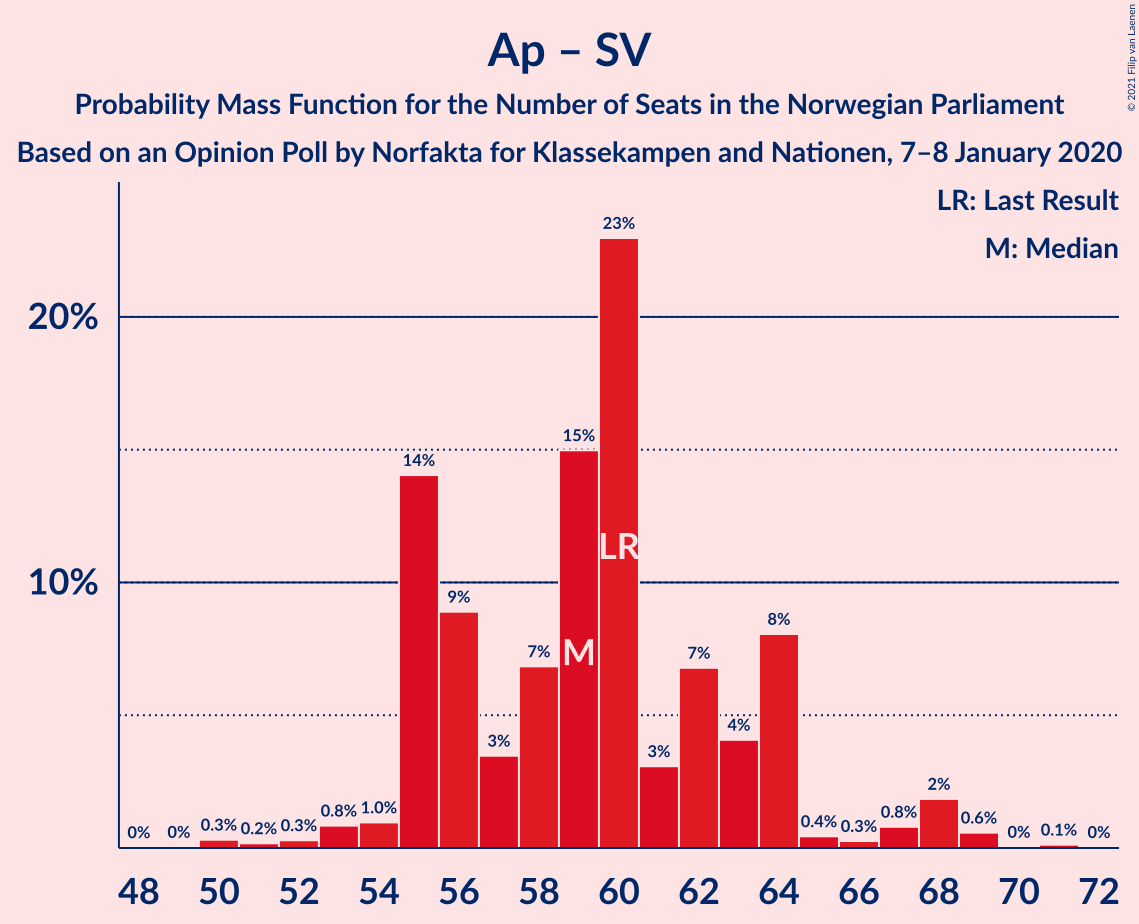 Ap – SV
Probability Mass Function for the Number of Seats in the Norwegian Parliament
Based on an Opinion Poll by Norfakta for Klassekampen and Nationen, 7–8 January 2020
© 2021 Filip van Laenen
LR: Last Result
M: Median
23%
20%
15%
14%
LR
10%
9%
8%
7%
M
7%
4%
3%
3%
2%
0% 0% 0.3% 0.2% 0.3% 0.8% 1.0% 0.4% 0.3% 0.8% 0.6% 0% 0.1% 0%
48 50 52 54 56 58 60 62 64 66 68 70 72